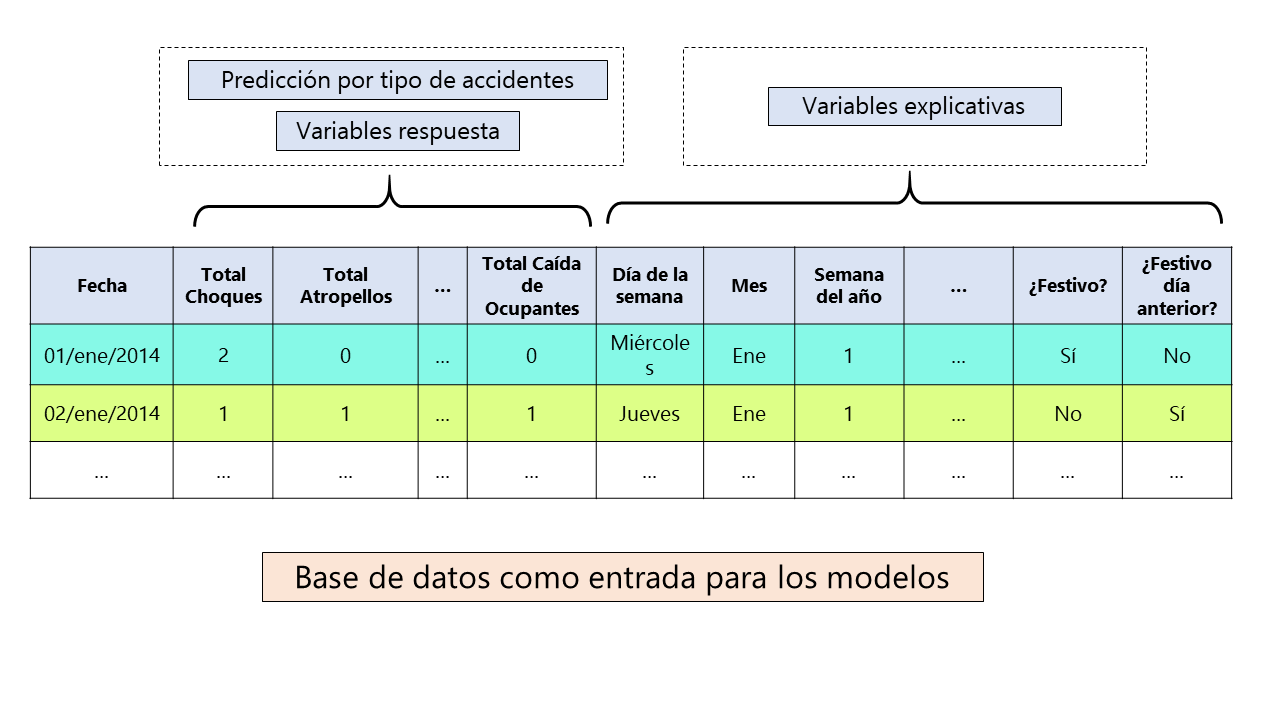 Predicción por tipo de accidentes
Variables respuesta
Variables explicativas
Fecha
Total
Choques
Total
Atropellos
...
Total Caída
de
Ocupantes
Día de la
semana
Mes
Semana
del año
...
¿Festivo?
¿Festivo
día
anterior?
01/ene/2014
2
0
...
0
Miércole
s
Ene
1
...
Sí
No
02/ene/2014
1
1
...
1
Jueves
Ene
1
...
No
Sí
...
...
...
...
...
...
...
...
...
...
...
Base de datos como entrada para los modelos